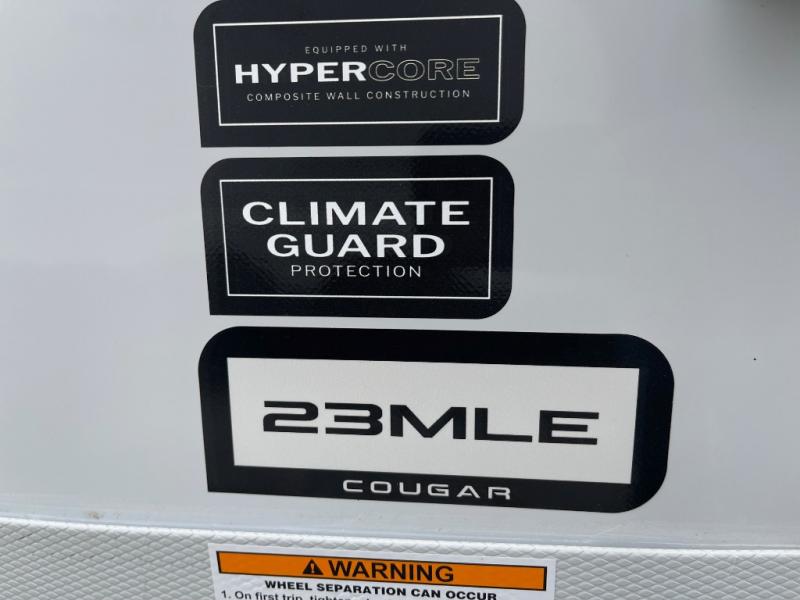 EQUIPPED WITH
HYPERCORE
COMPOSITE WALL CONSTRUCTION
CLIMATE
GUARD
PROTECTION
23MLE
COUGAR
WARNING
WHEEL SEPARATION CAN OCCUR
1. On first trip,